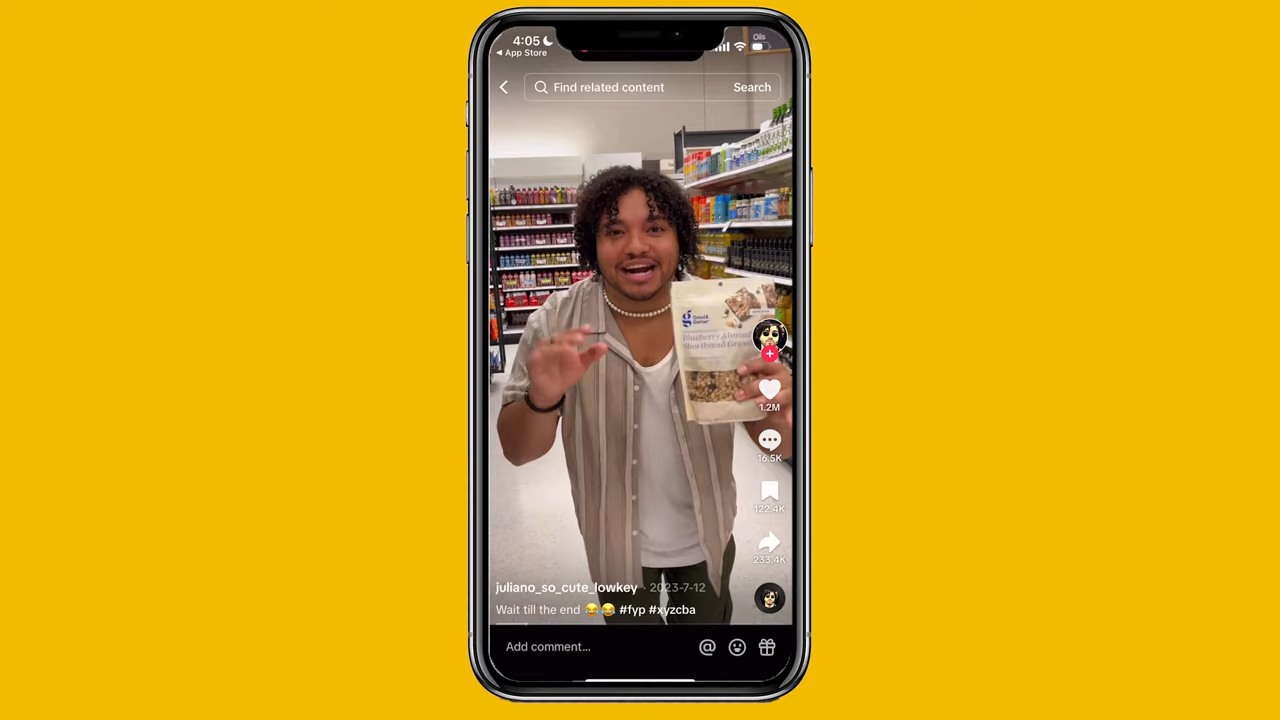 4:05
Oils
◀ App Store
Find related content
Search
g Good & Gather
Blueberry Almond
Shortbread Granola
1.2M
16.5K
122.4K
233.4K
juliano_so_cute_lowkey · 2023-7-12
Wait till the end 😂😂 #fyp #xyzcba
Add comment...